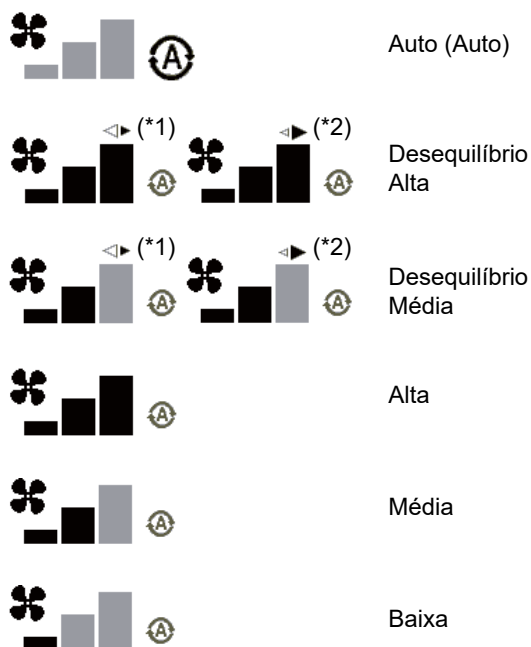 A
Auto (Auto)
(*1) (*2)
A A
Desequilíbrio
Alta
(*1) (*2)
A A
Desequilíbrio
Média
A
Alta
A
Média
A
Baixa